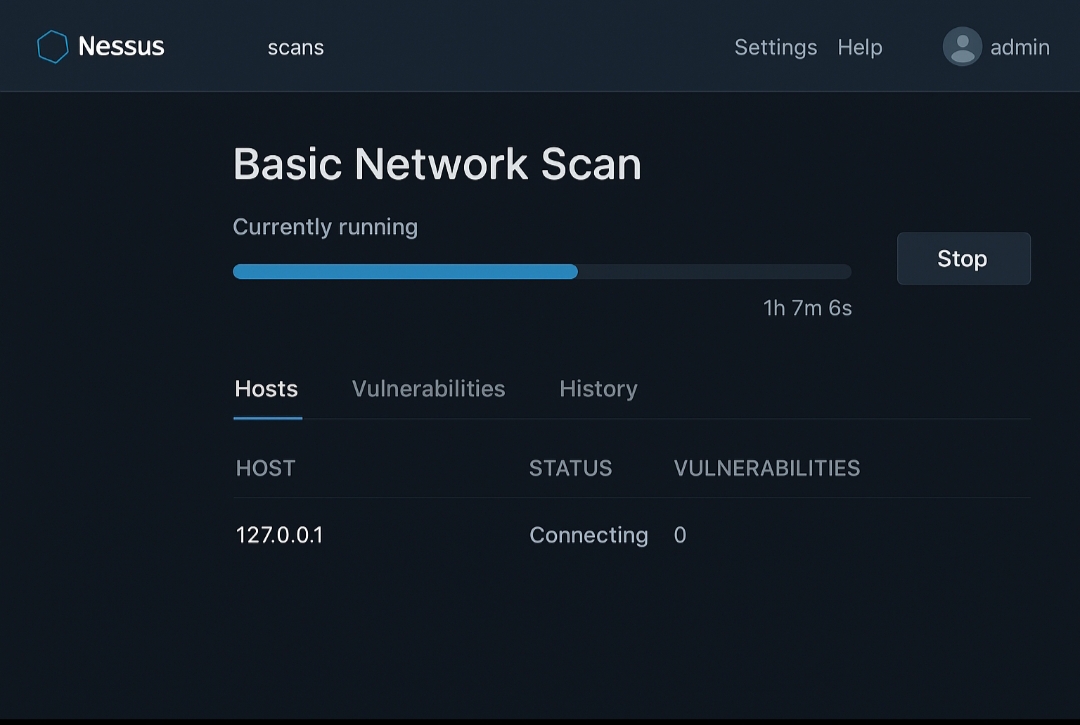 Nessus scans Settings Help admin
Basic Network Scan
Currently running
Stop
1h 7m 6s
Hosts Vulnerabilities History
HOST STATUS VULNERABILITIES
127.0.0.1 Connecting 0